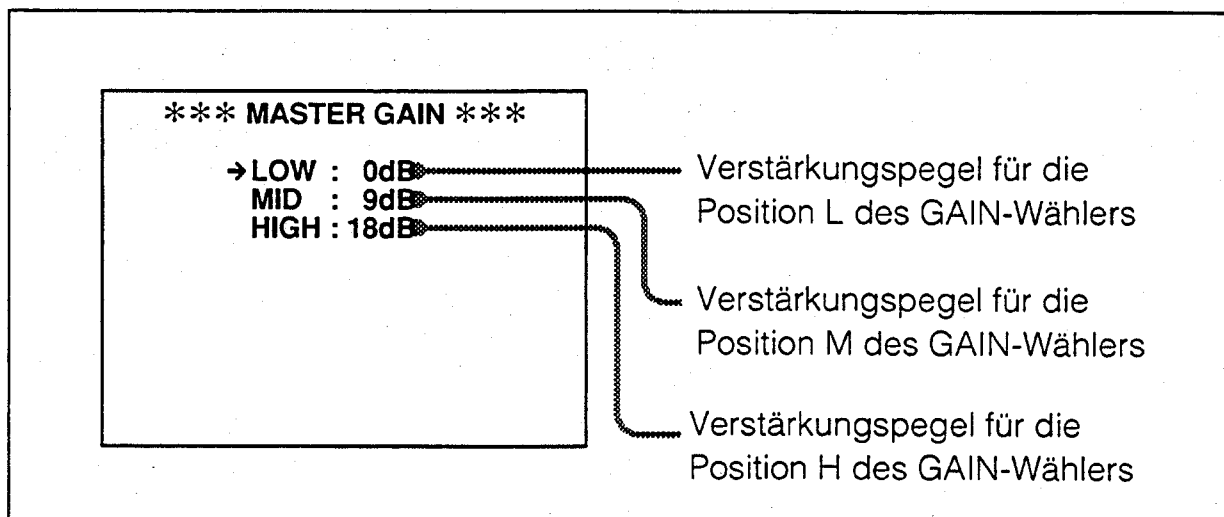 *** MASTER GAIN ***
→LOW : 0dB
MID : 9dB
HIGH : 18dB
Verstärkungspegel für die
Position L des GAIN-Wählers
Verstärkungspegel für die
Position M des GAIN-Wählers
Verstärkungspegel für die
Position H des GAIN-Wählers